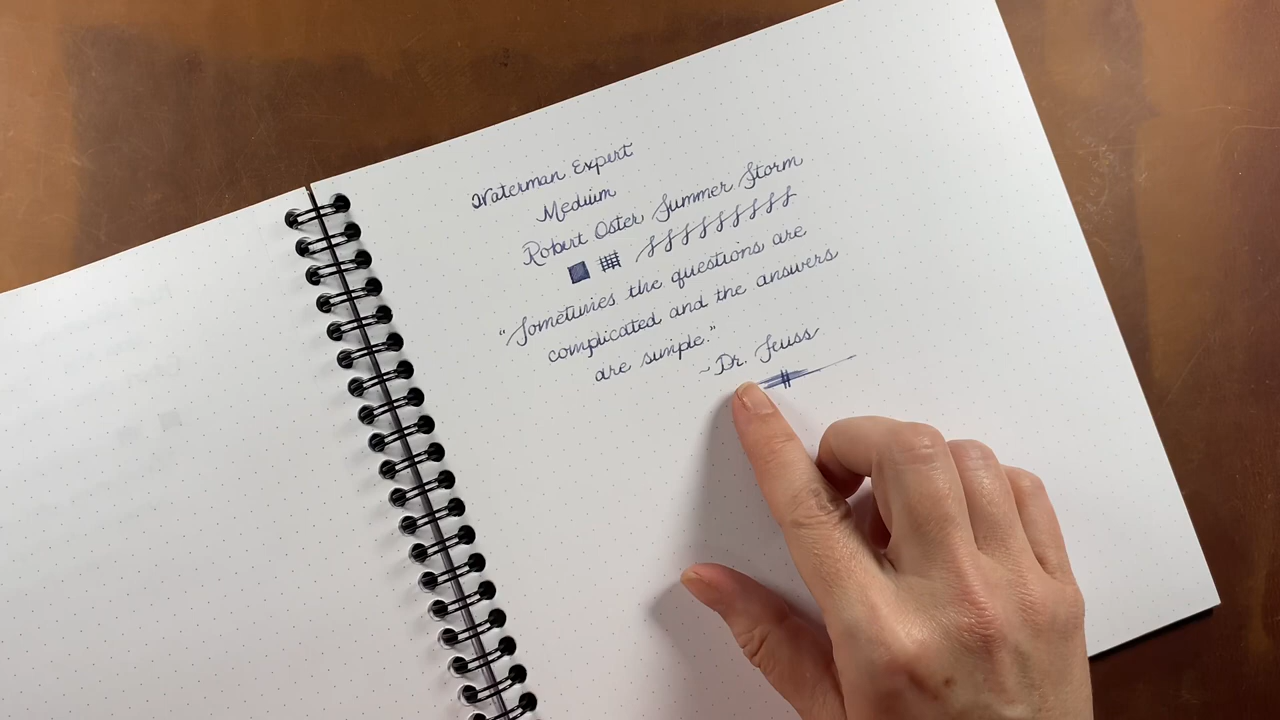 Waterman Expert
Medium
Robert Oster Summer Storm
"Sometimes the questions are
complicated and the answers
are simple."
~Dr. Seuss